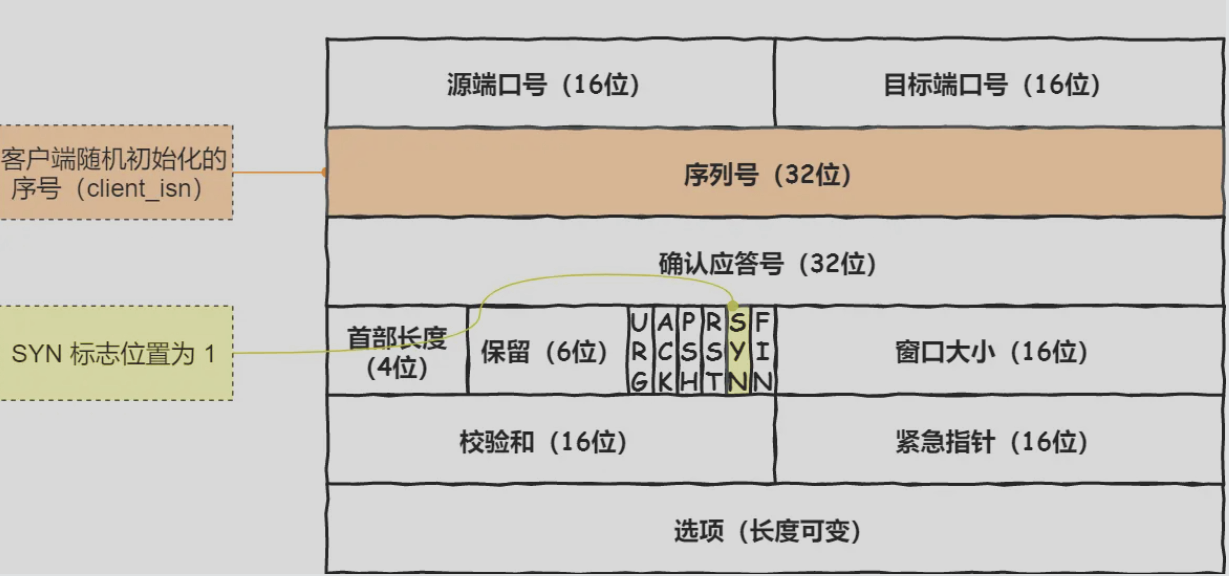 源端口号（16位）
目标端口号（16位）
客户端随机初始化的
序号（client_isn）
序列号（32位）
确认应答号（32位）
SYN 标志位置为 1
首部长度
(4位)
保留（6位）
URG
ACK
PSH
RST
SYN
FIN
窗口大小（16位）
校验和（16位）
紧急指针（16位）
选项（长度可变）